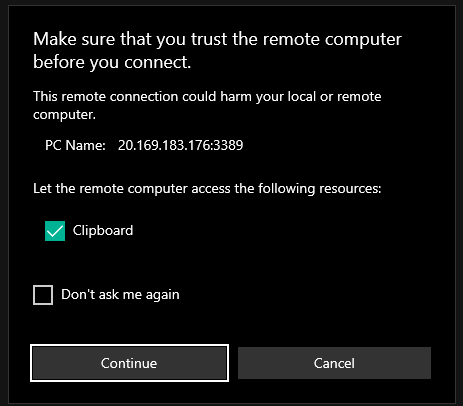 Make sure that you trust the remote computer
before you connect.
This remote connection could harm your local or remote
computer.
PC Name: 20.169.183.176:3389
Let the remote computer access the following resources:
Clipboard
Don't ask me again
Continue
Cancel